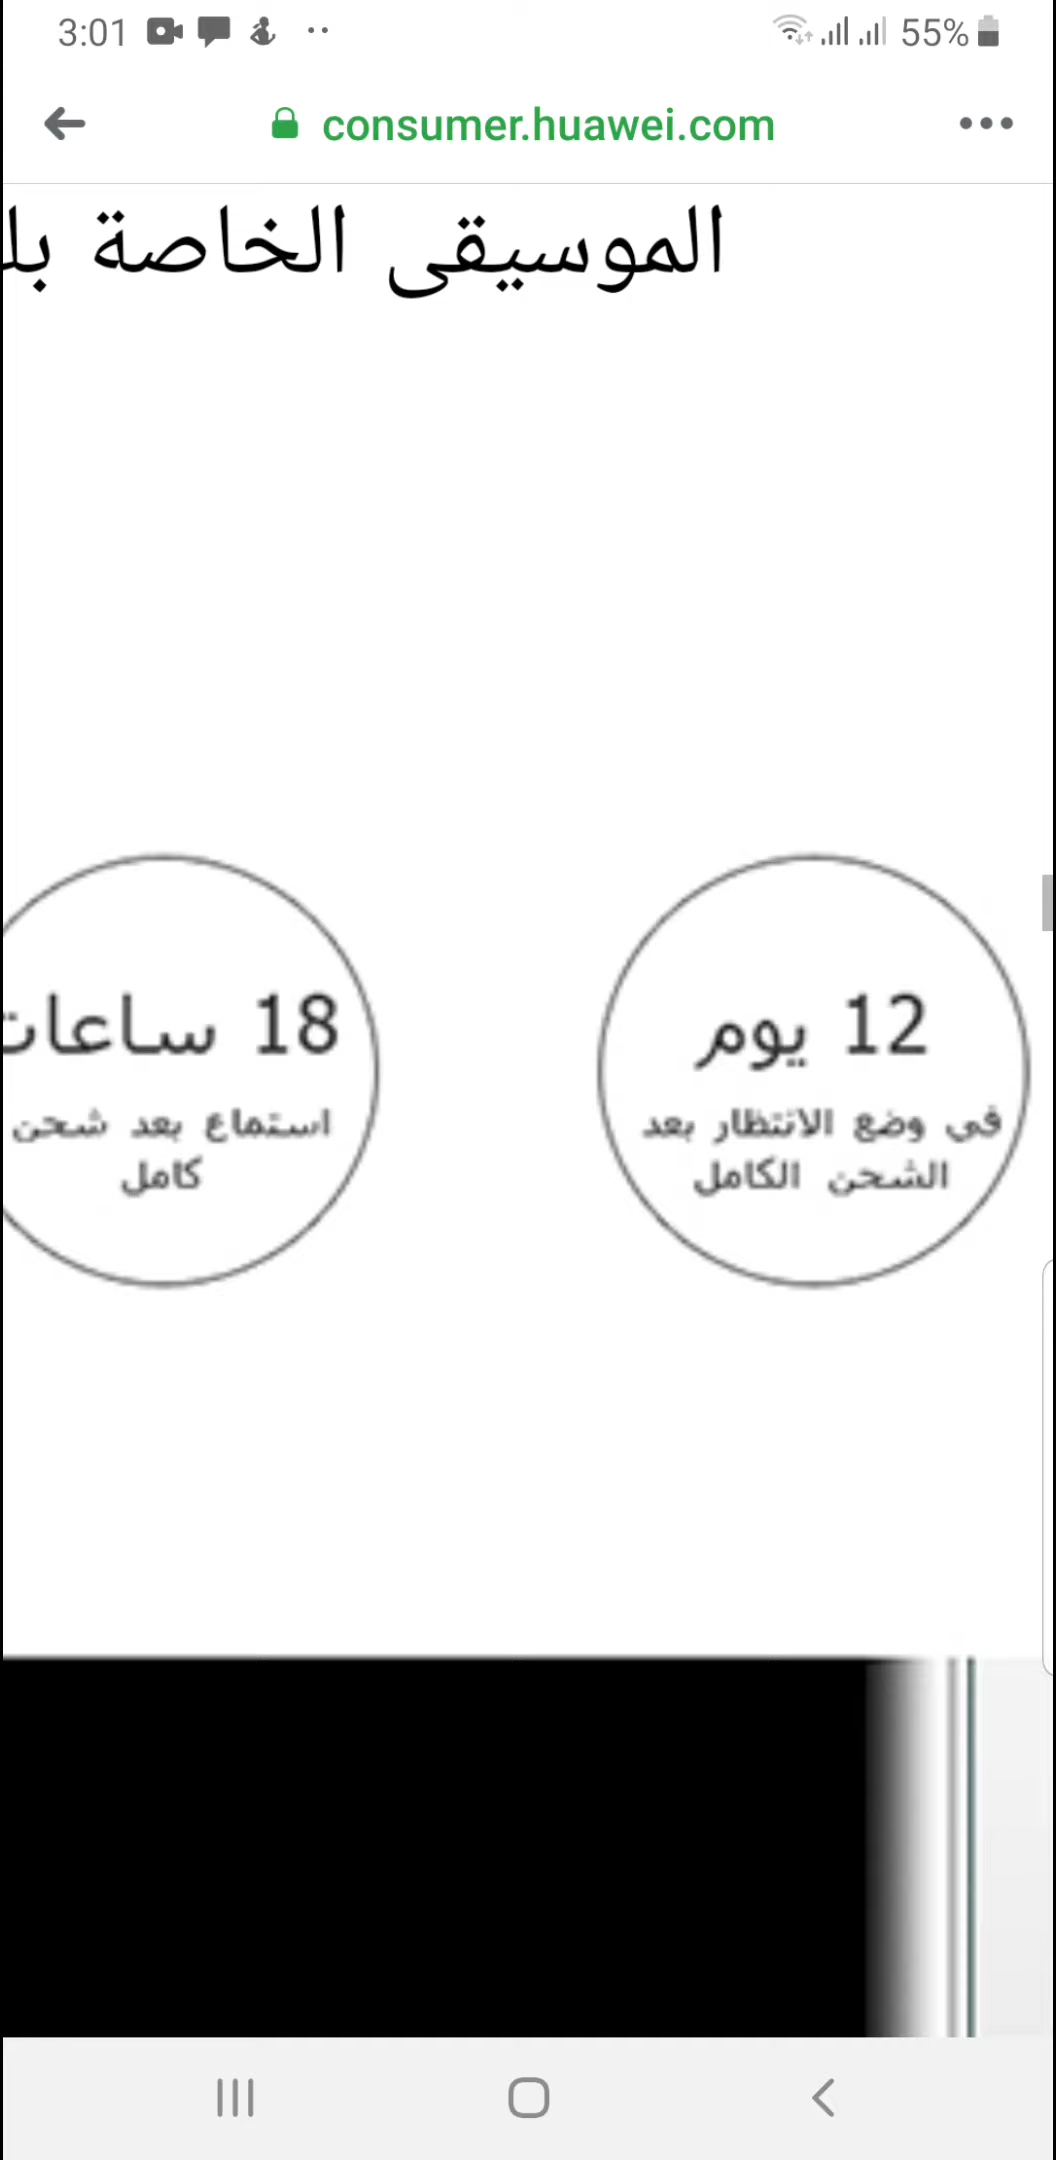 3:01
55%
consumer.huawei.com
الموسيقى الخاصة
12 يوم
في وضع الانتظار بعد
الشحن الكامل
18 ساعات
استماع بعد شحن
كامل